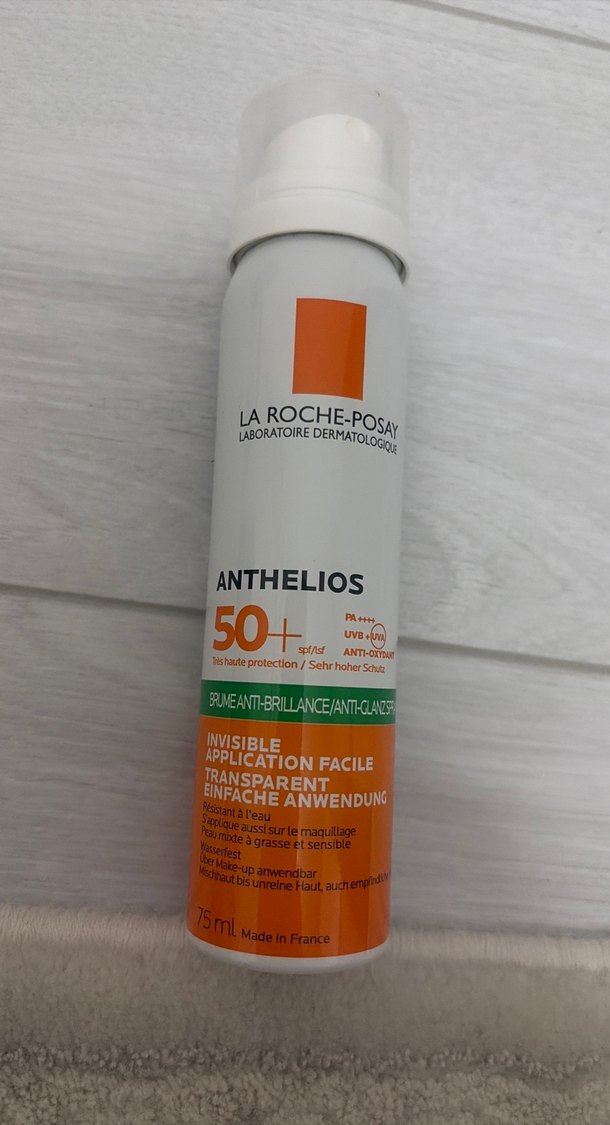 LA ROCHE-POSAY
LABORATOIRE DERMATOLOGIQUE
ANTHELIOS
50+ spf/lsf
PA ++++
UVB + UVA
ANTI-OXYDANT
Très haute protection / Sehr hoher Schutz
BRUME ANTI-BRILLANCE/ANTI-GLANZ
INVISIBLE
APPLICATION FACILE
TRANSPARENT
EINFACHE ANWENDUNG
Résistant à l'eau
S'applique aussi sur le maquillage
Peau mixte à grasse et sensible
Wasserfest
Über Make-up anwendbar
Mischhaut bis unreine Haut, auch
75 ml Made in France